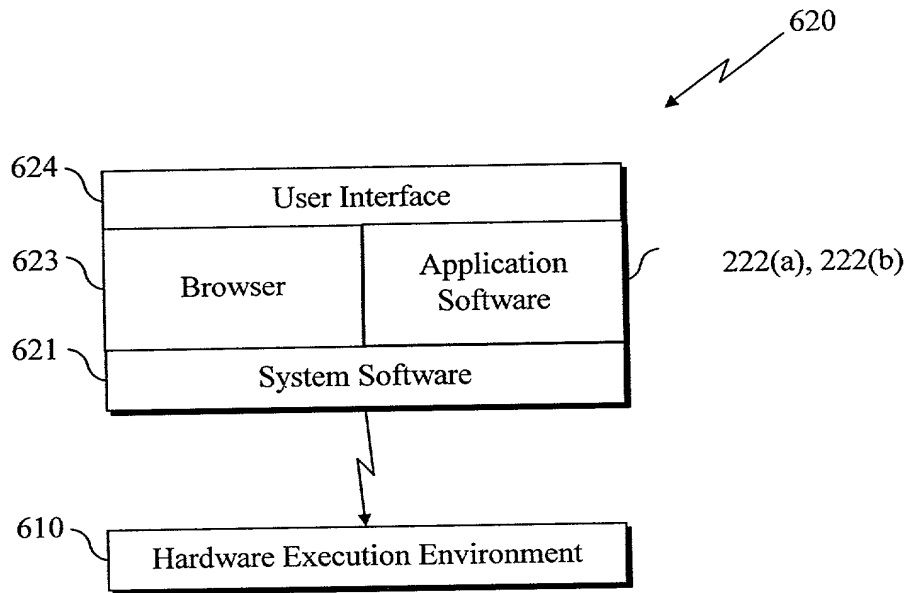 620
624
User Interface
623
Browser
Application
Software
222(a), 222(b)
621
System Software
610
Hardware Execution Environment